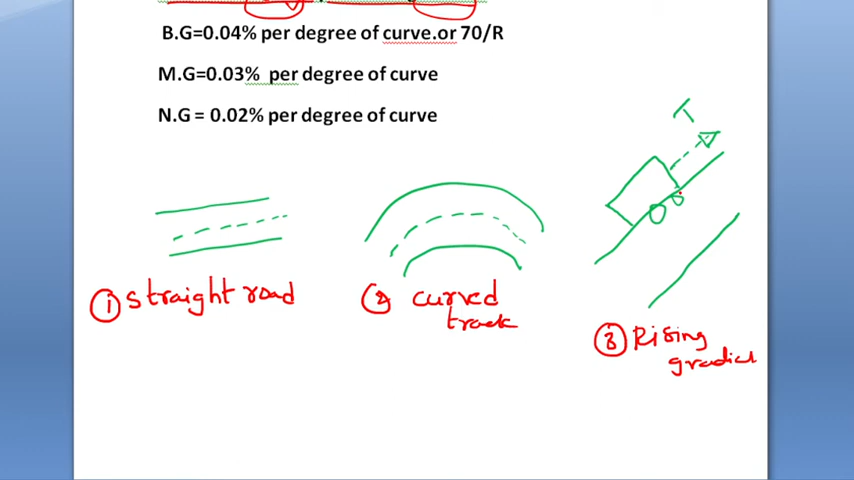 B.G=0.04% per degree of curve.or 70/R
M.G=0.03% per degree of curve
N.G = 0.02% per degree of curve
T
① straight road
② curved
track
③ Rising
gradient